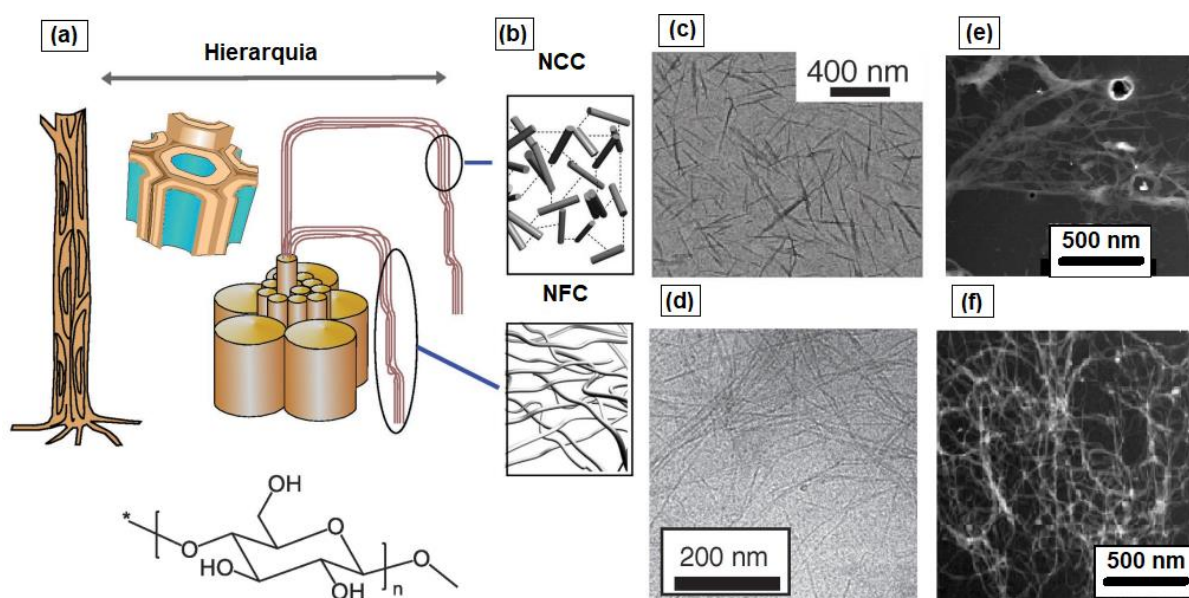 (a)
Hierarquia
(b)
NCC
NFC
(c)
400 nm
(d)
200 nm
(e)
500 nm
(f)
500 nm
OH
*
O
O
HO
OH
n
O